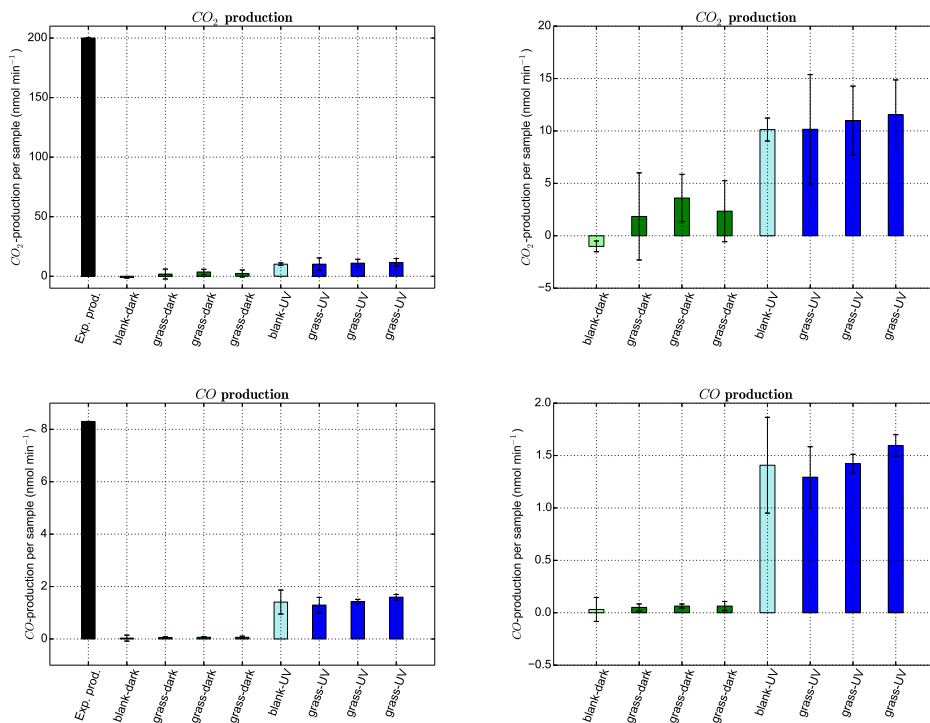 CO₂ production
CO₂-production per sample (nmol min⁻¹)
200
150
100
50
0
Exp. prod.
blank-dark
grass-dark
grass-dark
grass-dark
blank-UV
grass-UV
grass-UV
grass-UV
CO₂ production
CO₂-production per sample (nmol min⁻¹)
20
15
10
5
0
−5
blank-dark
grass-dark
grass-dark
grass-dark
blank-UV
grass-UV
grass-UV
grass-UV
CO production
CO-production per sample (nmol min⁻¹)
8
6
4
2
0
Exp. prod.
blank-dark
grass-dark
grass-dark
grass-dark
blank-UV
grass-UV
grass-UV
grass-UV
CO production
CO-production per sample (nmol min⁻¹)
2.0
1.5
1.0
0.5
0.0
−0.5
blank-dark
grass-dark
grass-dark
grass-dark
blank-UV
grass-UV
grass-UV
grass-UV